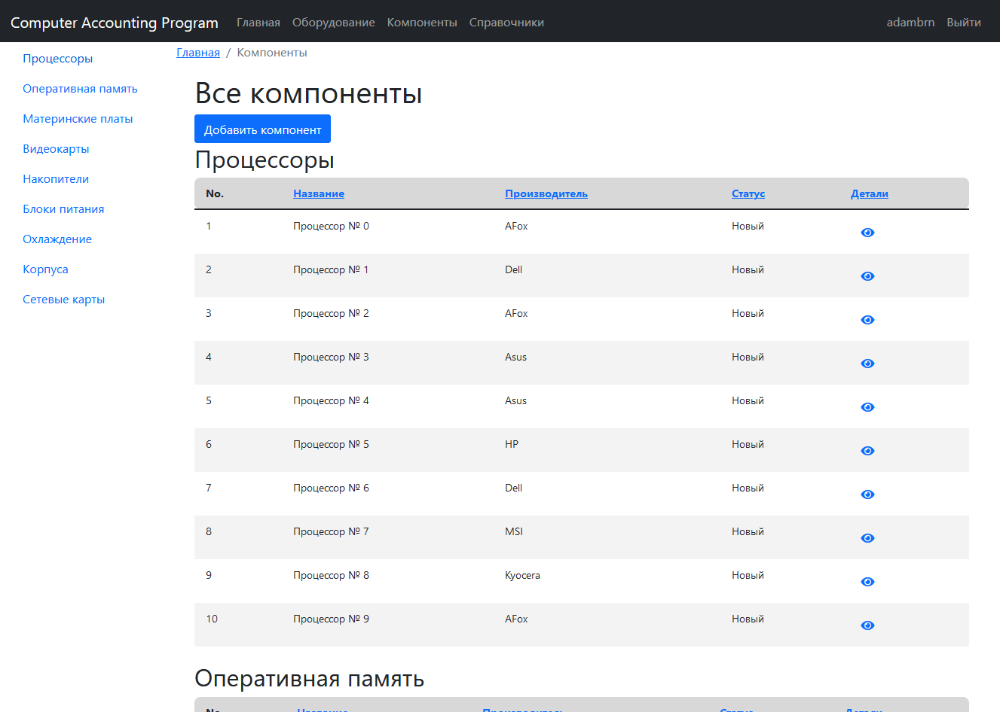 Computer Accounting Program Главная Оборудование Компоненты Справочники adambrn Выйти
Процессоры
Оперативная память
Материнские платы
Видеокарты
Накопители
Блоки питания
Охлаждение
Корпуса
Сетевые карты
Главная / Компоненты
Все компоненты
Добавить компонент
Процессоры
No. Название Производитель Статус Детали
1 Процессор № 0 AFox Новый
2 Процессор № 1 Dell Новый
3 Процессор № 2 AFox Новый
4 Процессор № 3 Asus Новый
5 Процессор № 4 Asus Новый
6 Процессор № 5 HP Новый
7 Процессор № 6 Dell Новый
8 Процессор № 7 MSI Новый
9 Процессор № 8 Kyocera Новый
10 Процессор № 9 AFox Новый
Оперативная память
No. Название Производитель Статус Детали